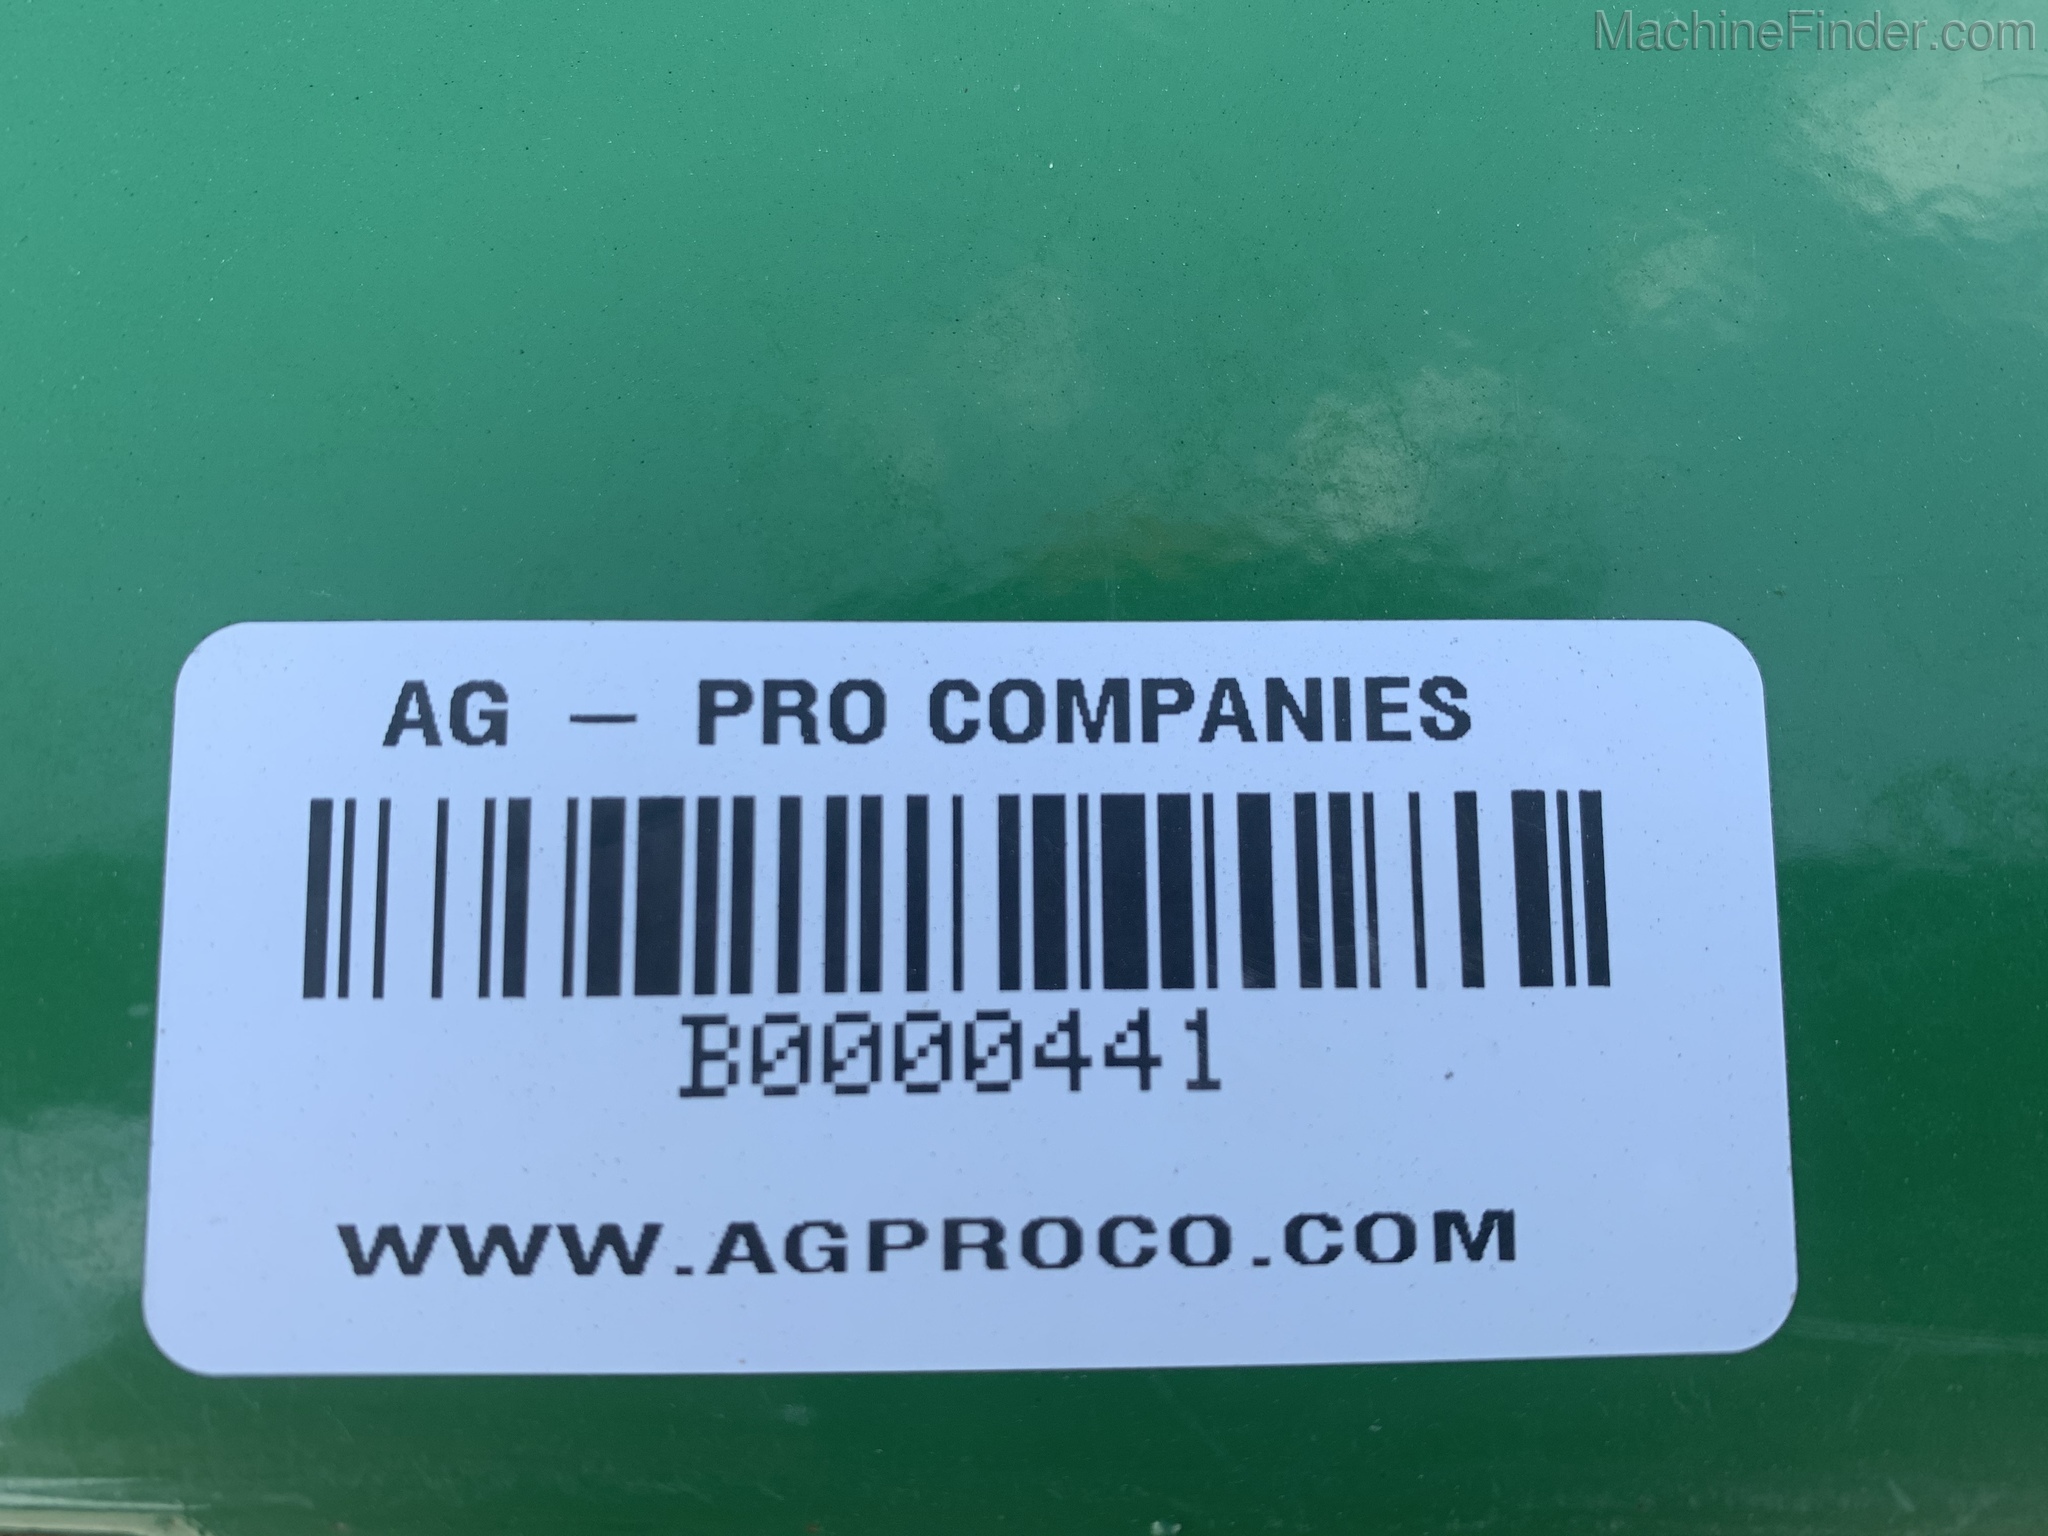 MachineFinder.com
AG - PRO COMPANIES
B0000441
WWW.AGPROCO.COM